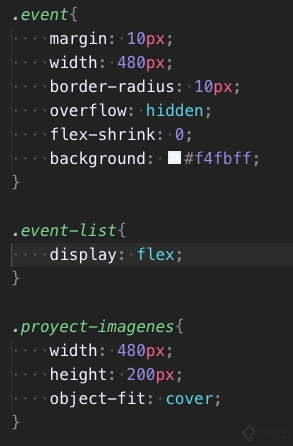 .event{
margin: 10px;
width: 480px;
border-radius: 10px;
overflow: hidden;
flex-shrink: 0;
background: #f4fbff;
}
.event-list{
display: flex;
}
.proyect-imagenes{
width: 480px;
height: 200px;
object-fit: cover;
}